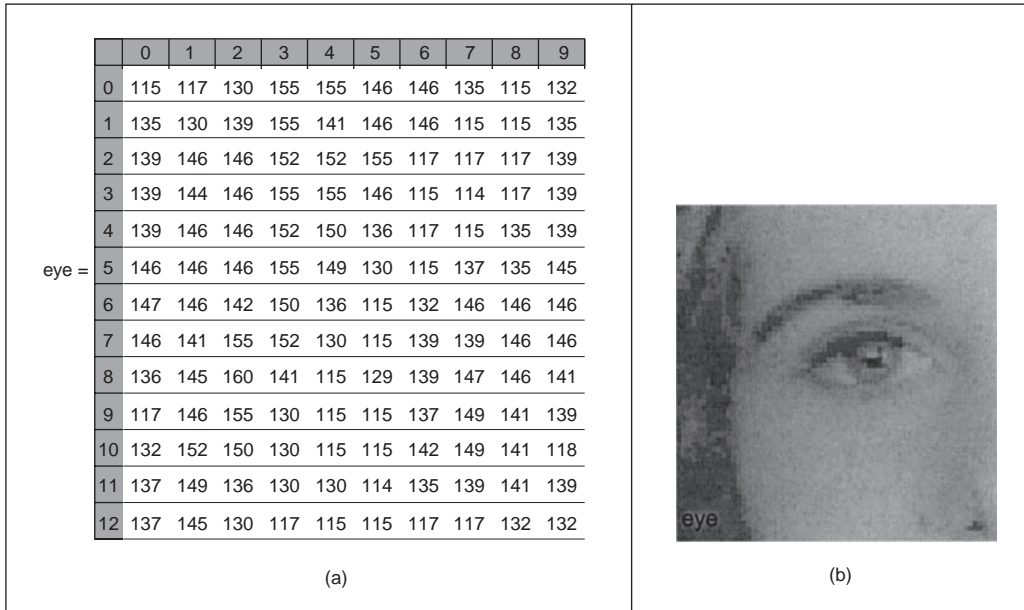 0 1 2 3 4 5 6 7 8 9
0 115 117 130 155 155 146 146 135 115 132
1 135 130 139 155 141 146 146 115 115 135
2 139 146 146 152 152 155 117 117 117 139
3 139 144 146 155 155 146 115 114 117 139
4 139 146 146 152 150 136 117 115 135 139
eye = 5 146 146 146 155 149 130 115 137 135 145
6 147 146 142 150 136 115 132 146 146 146
7 146 141 155 152 130 115 139 139 146 146
8 136 145 160 141 115 129 139 147 146 141
9 117 146 155 130 115 115 137 149 141 139
10 132 152 150 130 115 115 142 149 141 118
11 137 149 136 130 130 114 135 139 141 139
12 137 145 130 117 115 115 117 117 132 132
(a)
eye
(b)